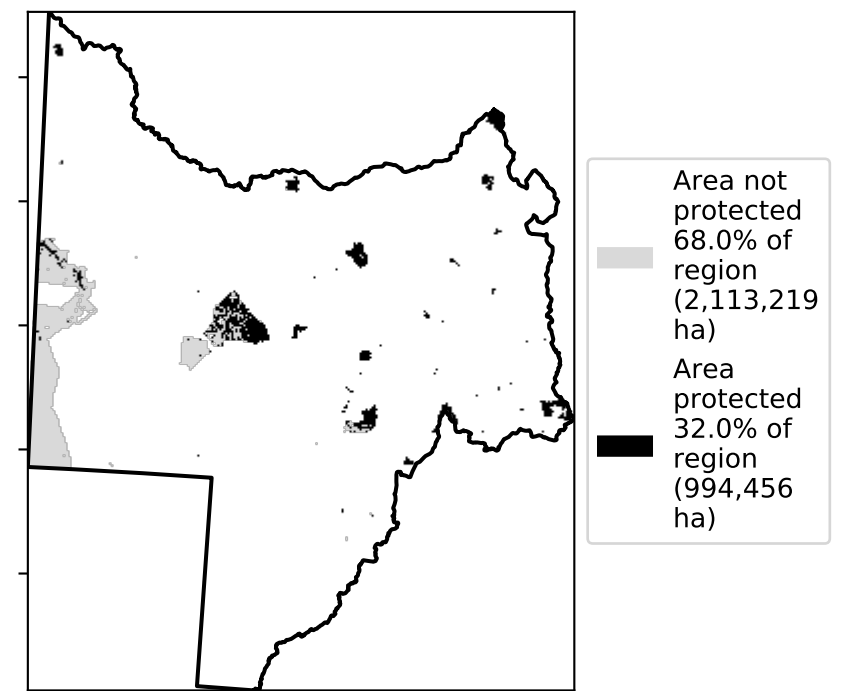 Area not
protected
68.0% of
region
(2,113,219
ha)
Area
protected
32.0% of
region
(994,456
ha)